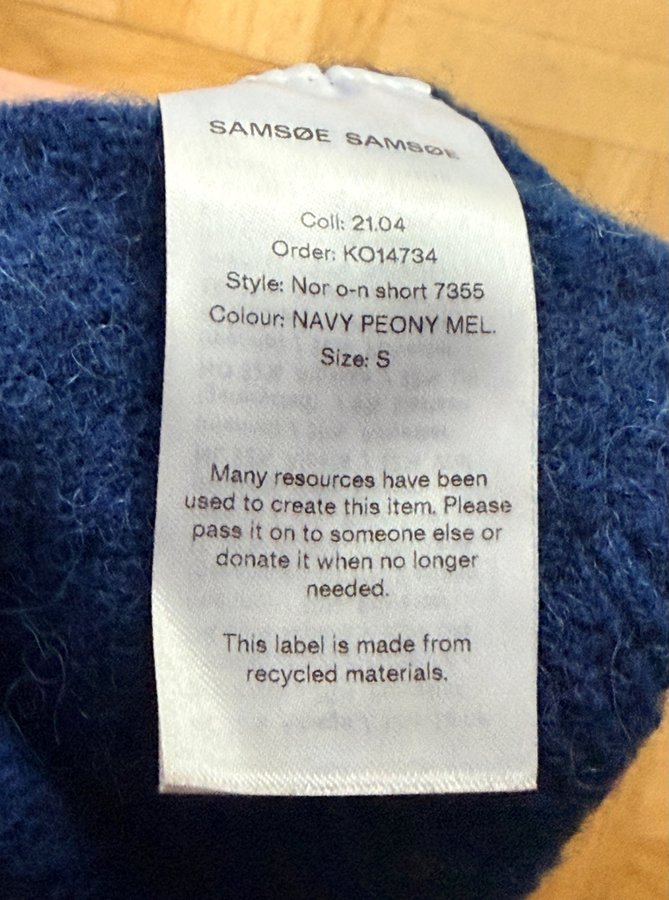 SAMSØE SAMSØE
Coll: 21.04
Order: KO14734
Style: Nor o-n short 7355
Colour: NAVY PEONY MEL.
Size: S
Many resources have been
used to create this item. Please
pass it on to someone else or
donate it when no longer
needed.
This label is made from
recycled materials.